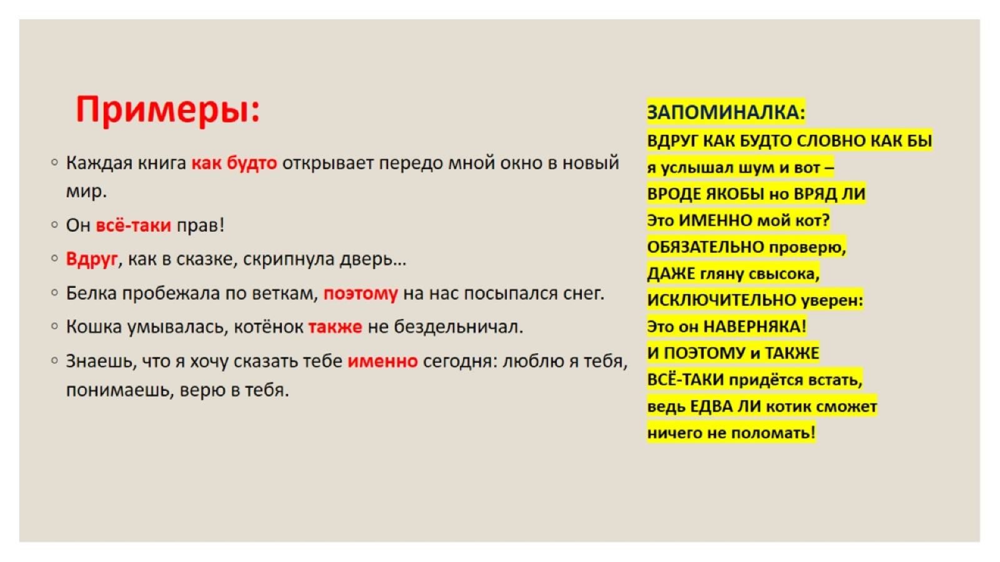 Примеры:
◦ Каждая книга как будто открывает передо мной окно в новый
мир.
◦ Он всё-таки прав!
◦ Вдруг, как в сказке, скрипнула дверь…
◦ Белка пробежала по веткам, поэтому на нас посыпался снег.
◦ Кошка умывалась, котёнок также не бездельничал.
◦ Знаешь, что я хочу сказать тебе именно сегодня: люблю я тебя,
понимаешь, верю в тебя.
ЗАПОМИНАЛКА:
ВДРУГ КАК БУДТО СЛОВНО КАК БЫ
я услышал шум и вот –
ВРОДЕ ЯКОБЫ но ВРЯД ЛИ
Это ИМЕННО мой кот?
ОБЯЗАТЕЛЬНО проверю,
ДАЖЕ гляну свысока,
ИСКЛЮЧИТЕЛЬНО уверен:
Это он НАВЕРНЯКА!
И ПОЭТОМУ и ТАКЖЕ
ВСЁ-ТАКИ придётся встать,
ведь ЕДВА ЛИ котик сможет
ничего не поломать!